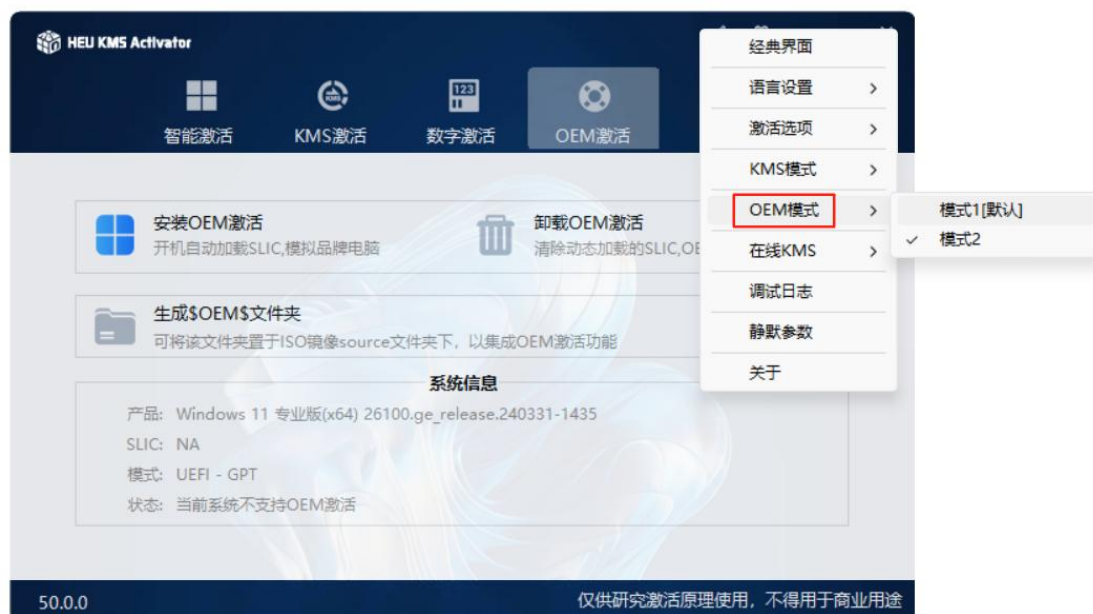 HEU KMS Activator
智能激活
KMS激活
数字激活
OEM激活
经典界面
语言设置
激活选项
KMS模式
OEM模式
在线KMS
调试日志
静默参数
关于
模式1[默认]
模式2
安装OEM激活
开机自动加载SLIC,模拟品牌电脑
卸载OEM激活
清除动态加载的SLIC,OE
生成$OEM$文件夹
可将该文件夹置于ISO镜像source文件夹下，以集成OEM激活功能
系统信息
产品: Windows 11 专业版(x64) 26100.ge_release.240331-1435
SLIC: NA
模式: UEFI - GPT
状态: 当前系统不支持OEM激活
50.0.0
仅供研究激活原理使用，不得用于商业用途